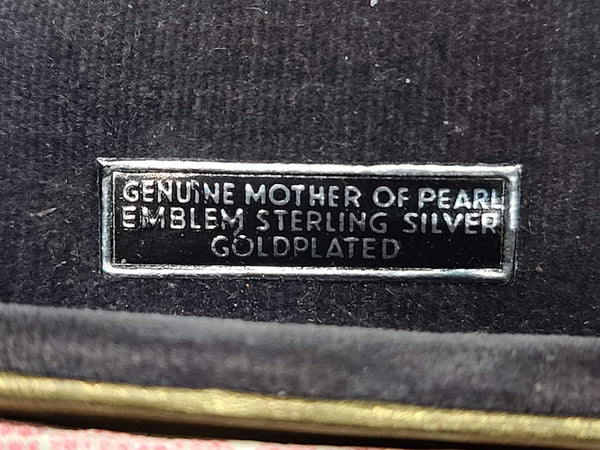 GENUINE MOTHER OF PEARL
EMBLEM STERLING SILVER
GOLDPLATED